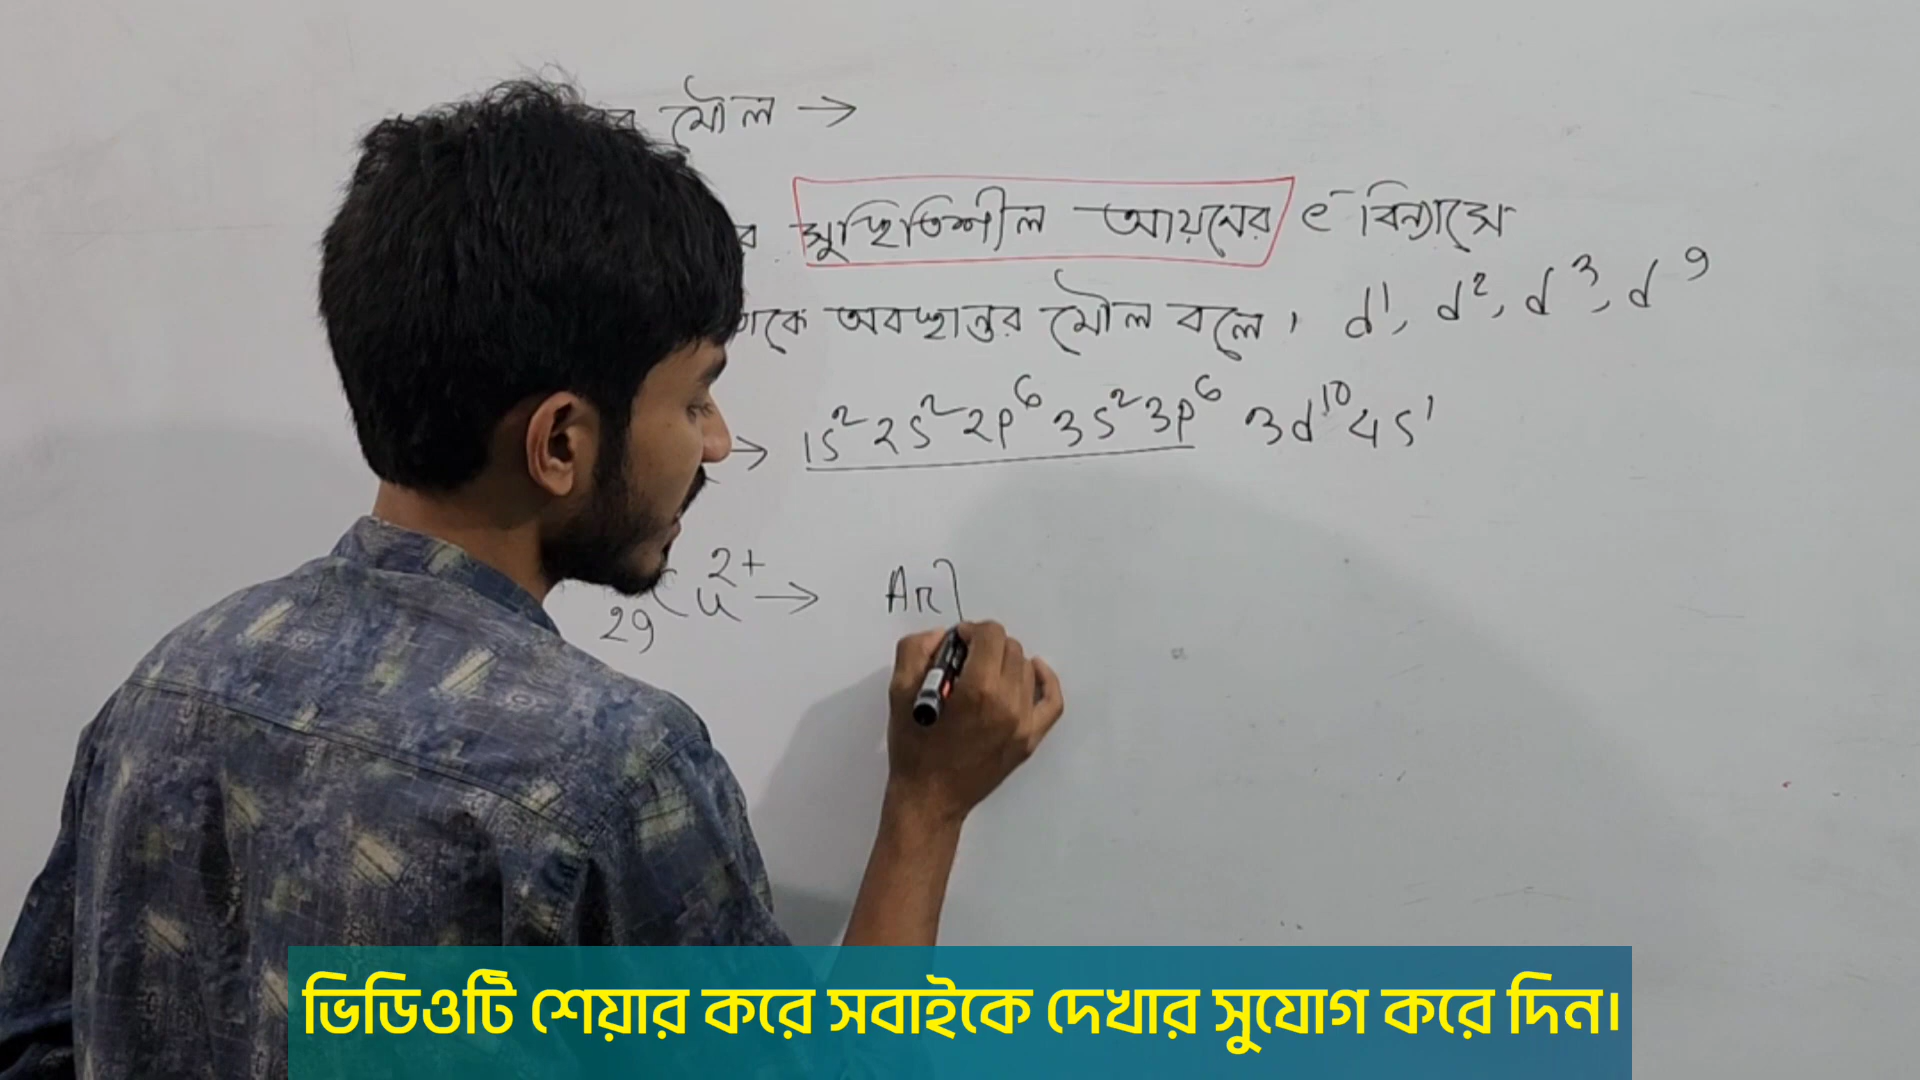 র মৌল →
র সুস্থিতিশীল আয়নের e⁻ বিন্যাসে
তাকে অবস্থান্তর মৌল বলে। d¹, d², d³, d⁹
→ 1s² 2s² 2p⁶ 3s² 3p⁶ 3d¹⁰ 4s¹
₂₉Cu²⁺ → Ar]
ভিডিওটি শেয়ার করে সবাইকে দেখার সুযোগ করে দিন।